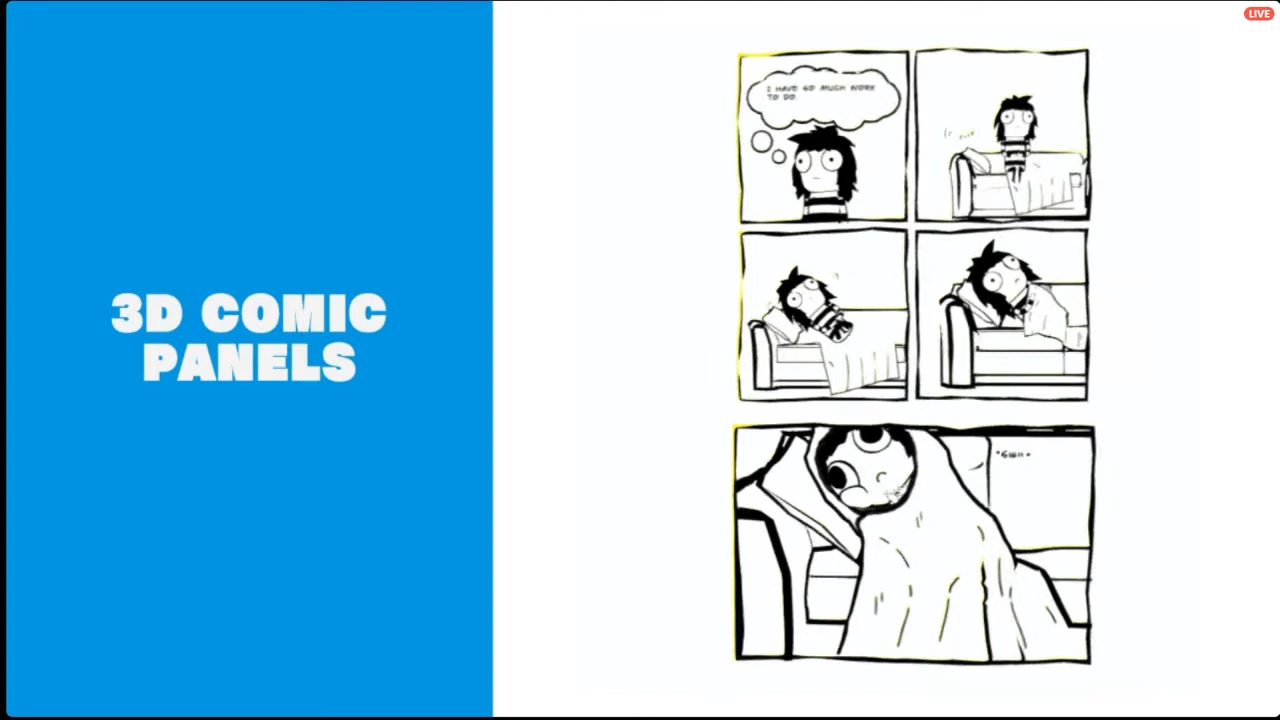 LIVE
3D COMIC
PANELS
I HAVE SO MUCH WORK
TO DO
*SIGH*